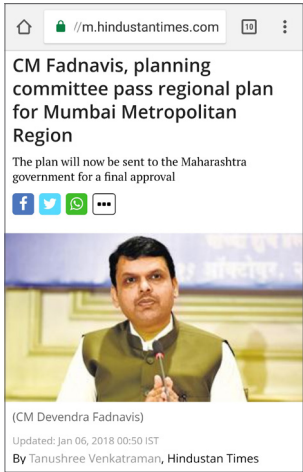 //m.hindustantimes.com
10
CM Fadnavis, planning
committee pass regional plan
for Mumbai Metropolitan
Region
The plan will now be sent to the Maharashtra
government for a final approval
(CM Devendra Fadnavis)
Updated: Jan 06, 2018 00:50 IST
By Tanushree Venkatraman, Hindustan Times